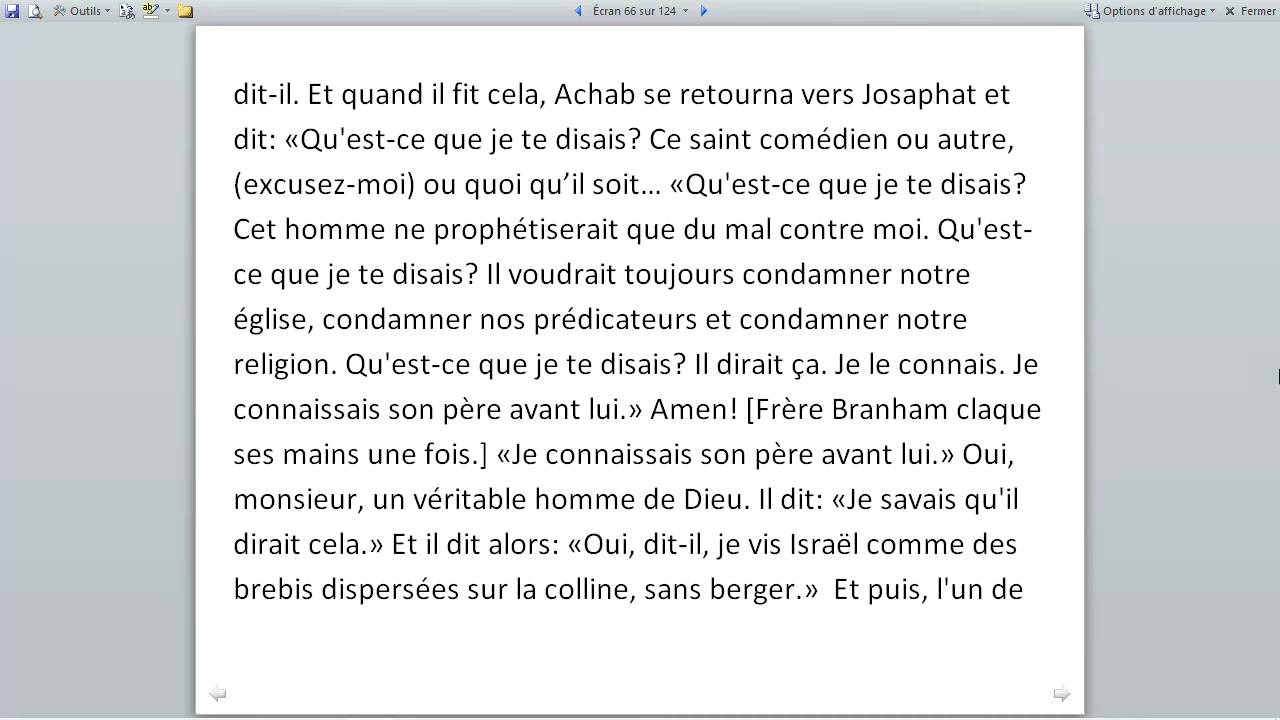 Outils
Écran 66 sur 124
Options d'affichage
Fermer
dit-il. Et quand il fit cela, Achab se retourna vers Josaphat et
dit: «Qu'est-ce que je te disais? Ce saint comédien ou autre,
(excusez-moi) ou quoi qu’il soit... «Qu'est-ce que je te disais?
Cet homme ne prophétiserait que du mal contre moi. Qu'est-
ce que je te disais? Il voudrait toujours condamner notre
église, condamner nos prédicateurs et condamner notre
religion. Qu'est-ce que je te disais? Il dirait ça. Je le connais. Je
connaissais son père avant lui.» Amen! [Frère Branham claque
ses mains une fois.] «Je connaissais son père avant lui.» Oui,
monsieur, un véritable homme de Dieu. Il dit: «Je savais qu'il
dirait cela.» Et il dit alors: «Oui, dit-il, je vis Israël comme des
brebis dispersées sur la colline, sans berger.»  Et puis, l'un de